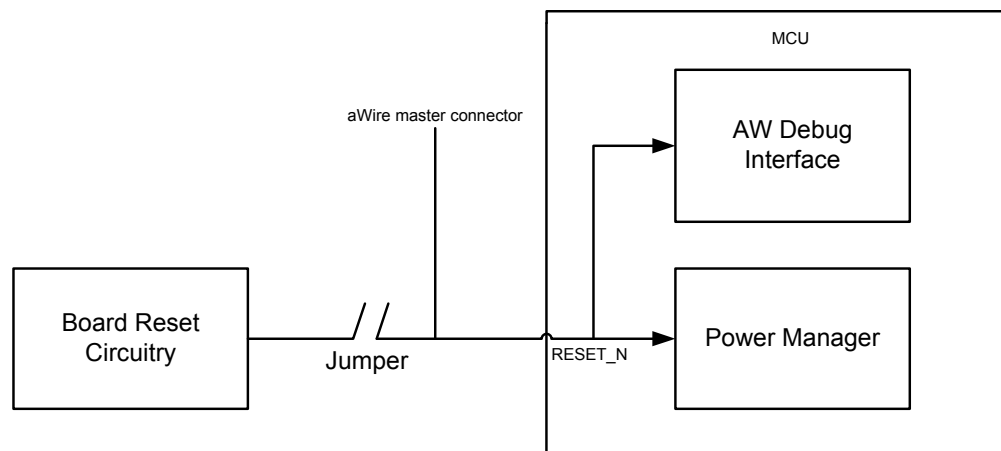 MCU
aWire master connector
AW Debug
Interface
Board Reset
Circuitry
Jumper
RESET_N
Power Manager